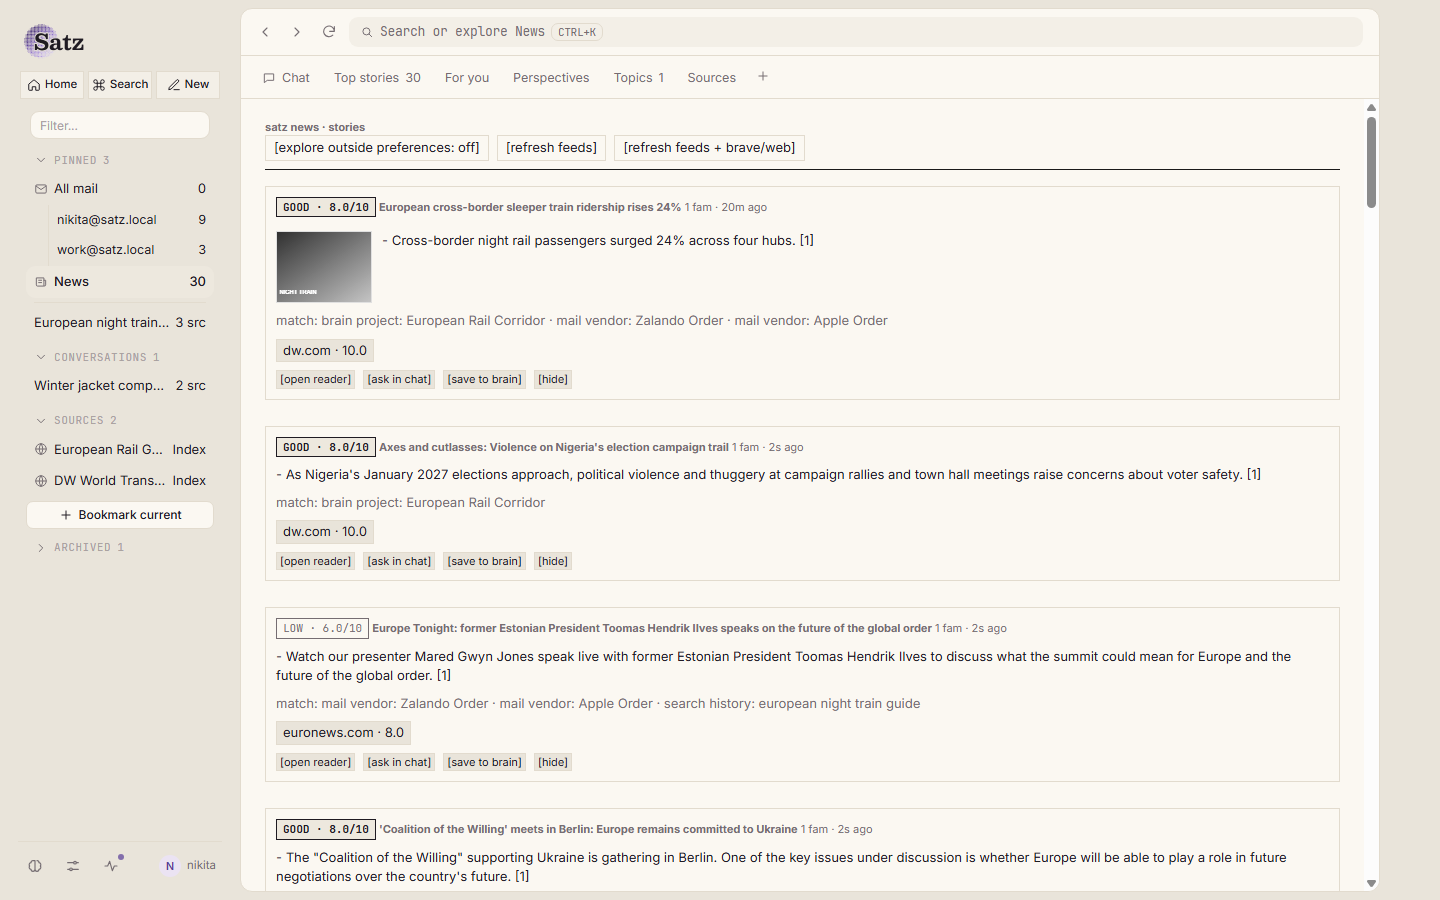 Satz
Home
Search
New
Filter...
PINNED 3
All mail 0
nikita@satz.local 9
work@satz.local 3
News 30
European night train... 3 src
CONVERSATIONS 1
Winter jacket comp... 2 src
SOURCES 2
European Rail G... Index
DW World Trans... Index
+ Bookmark current
ARCHIVED 1
N nikita
Search or explore News CTRL+K
Chat Top stories 30 For you Perspectives Topics 1 Sources +
satz news · stories
[explore outside preferences: off] [refresh feeds] [refresh feeds + brave/web]
GOOD · 8.0/10 European cross-border sleeper train ridership rises 24% 1 fam · 20m ago
NIGHT TRAIN
- Cross-border night rail passengers surged 24% across four hubs. [1]
match: brain project: European Rail Corridor · mail vendor: Zalando Order · mail vendor: Apple Order
dw.com · 10.0
[open reader] [ask in chat] [save to brain] [hide]
GOOD · 8.0/10 Axes and cutlasses: Violence on Nigeria's election campaign trail 1 fam · 2s ago
- As Nigeria's January 2027 elections approach, political violence and thuggery at campaign rallies and town hall meetings raise concerns about voter safety. [1]
match: brain project: European Rail Corridor
dw.com · 10.0
[open reader] [ask in chat] [save to brain] [hide]
LOW · 6.0/10 Europe Tonight: former Estonian President Toomas Hendrik Ilves speaks on the future of the global order 1 fam · 2s ago
- Watch our presenter Mared Gwyn Jones speak live with former Estonian President Toomas Hendrik Ilves to discuss what the summit could mean for Europe and the
future of the global order. [1]
match: mail vendor: Zalando Order · mail vendor: Apple Order · search history: european night train guide
euronews.com · 8.0
[open reader] [ask in chat] [save to brain] [hide]
GOOD · 8.0/10 'Coalition of the Willing' meets in Berlin: Europe remains committed to Ukraine 1 fam · 2s ago
- The "Coalition of the Willing" supporting Ukraine is gathering in Berlin. One of the key issues under discussion is whether Europe will be able to play a role in future
negotiations over the country's future. [1]